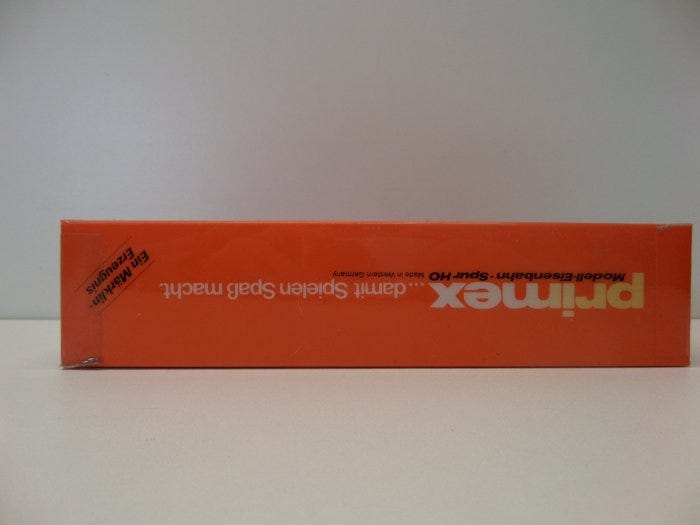 primex
... damit Spielen Spaß macht.
Modell-Eisenbahn · Spur HO
Made in Western Germany
Ein Märklin-
Erzeugnis